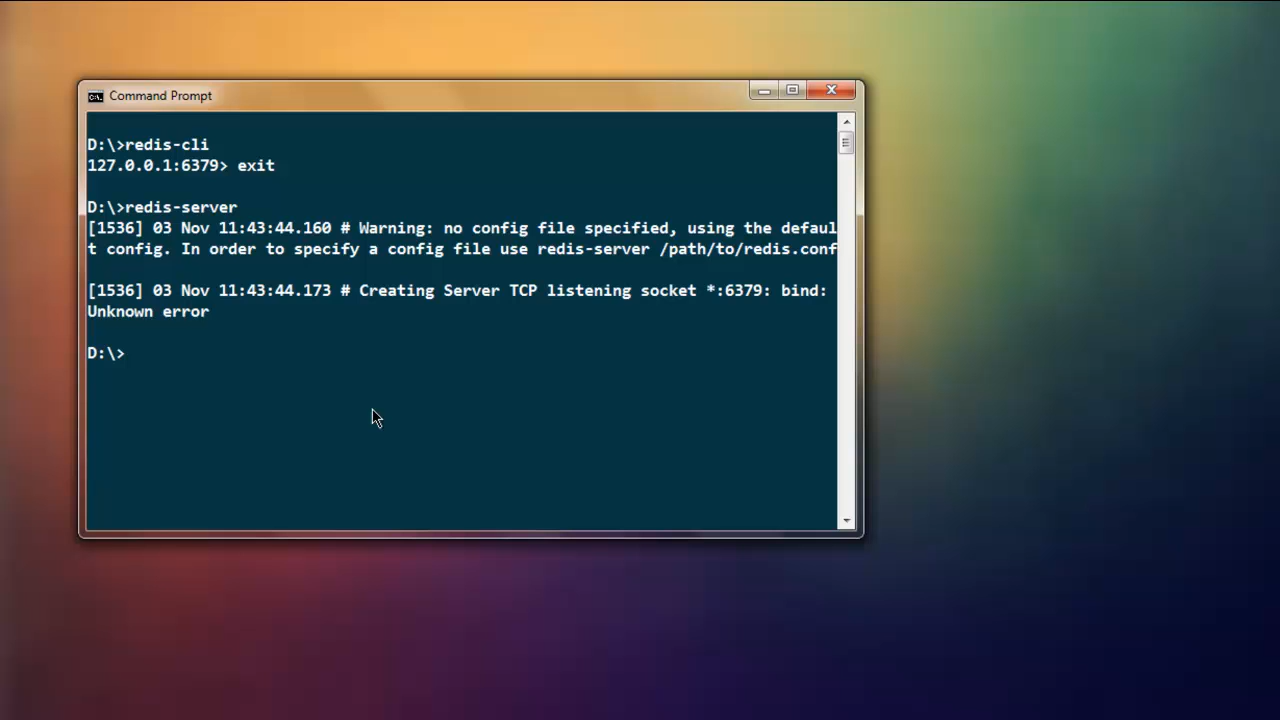 Command Prompt
D:\>redis-cli
127.0.0.1:6379> exit
D:\>redis-server
[1536] 03 Nov 11:43:44.160 # Warning: no config file specified, using the defaul
t config. In order to specify a config file use redis-server /path/to/redis.conf
[1536] 03 Nov 11:43:44.173 # Creating Server TCP listening socket *:6379: bind:
Unknown error
D:\>